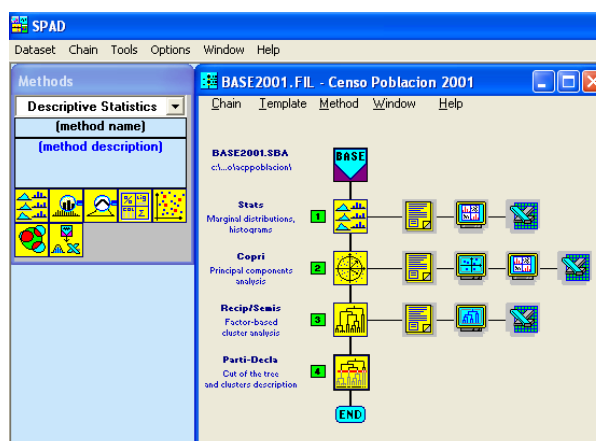 SPAD
Dataset Chain Tools Options Window Help
Methods
Descriptive Statistics
(method name)
(method description)
BASE2001.FIL - Censo Poblacion 2001
Chain Template Method Window Help
BASE2001.SBA
c:\...o\acppoblacion\
BASE
Stats
Marginal distributions,
histograms
1
Copri
Principal components
analysis
2
Recip/Semis
Factor-based
cluster analysis
3
Parti-Decla
Cut of the tree
and clusters description
4
END